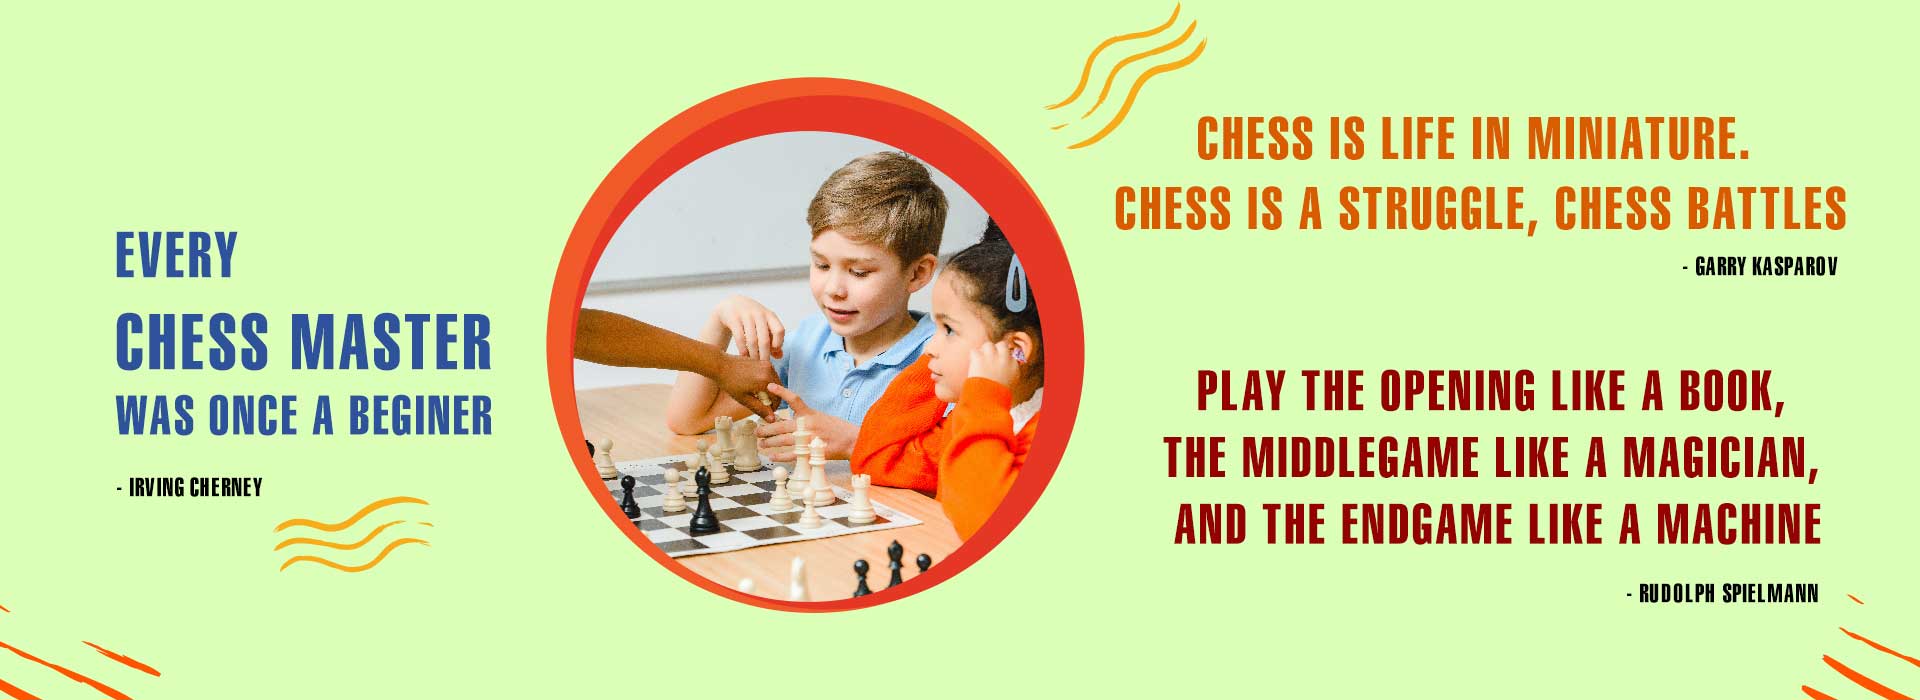 EVERY
CHESS MASTER
WAS ONCE A BEGINER
- IRVING CHERNEY
CHESS IS LIFE IN MINIATURE.
CHESS IS A STRUGGLE, CHESS BATTLES
- GARRY KASPAROV
PLAY THE OPENING LIKE A BOOK,
THE MIDDLEGAME LIKE A MAGICIAN,
AND THE ENDGAME LIKE A MACHINE
- RUDOLPH SPIELMANN